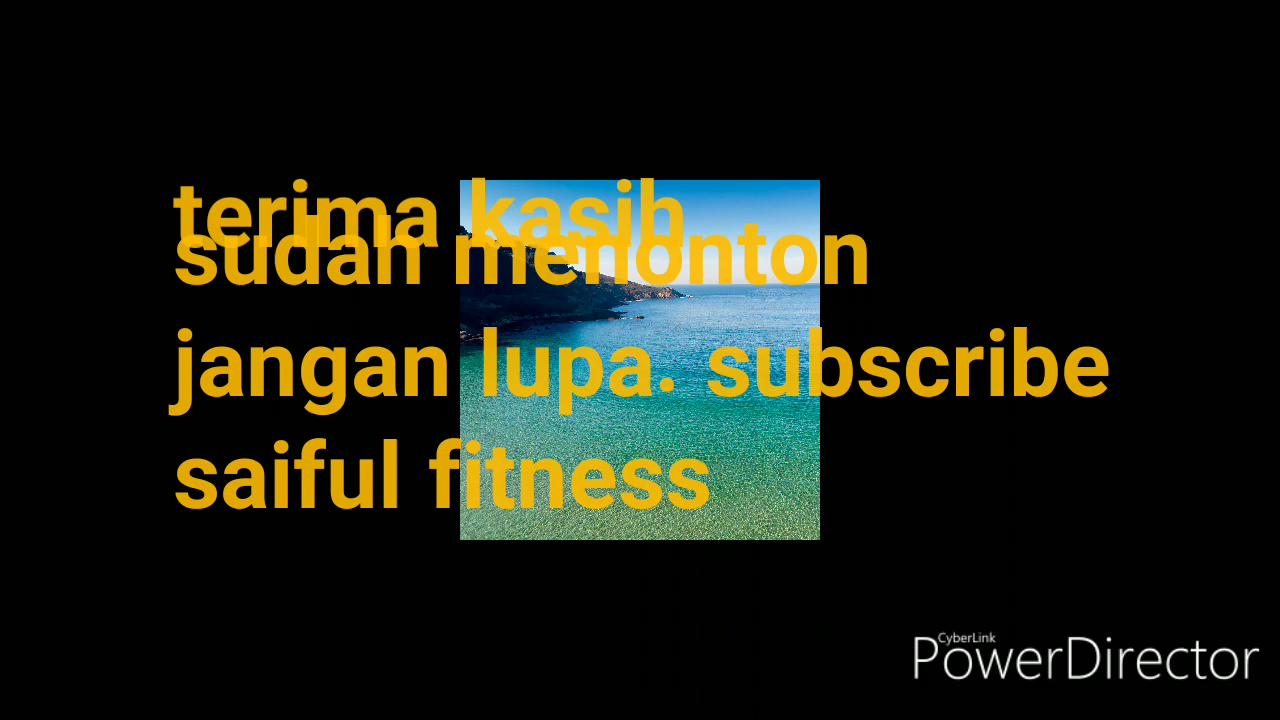 terima kasih
sudah menonton
jangan lupa. subscribe
saiful fitness
CyberLink
PowerDirector